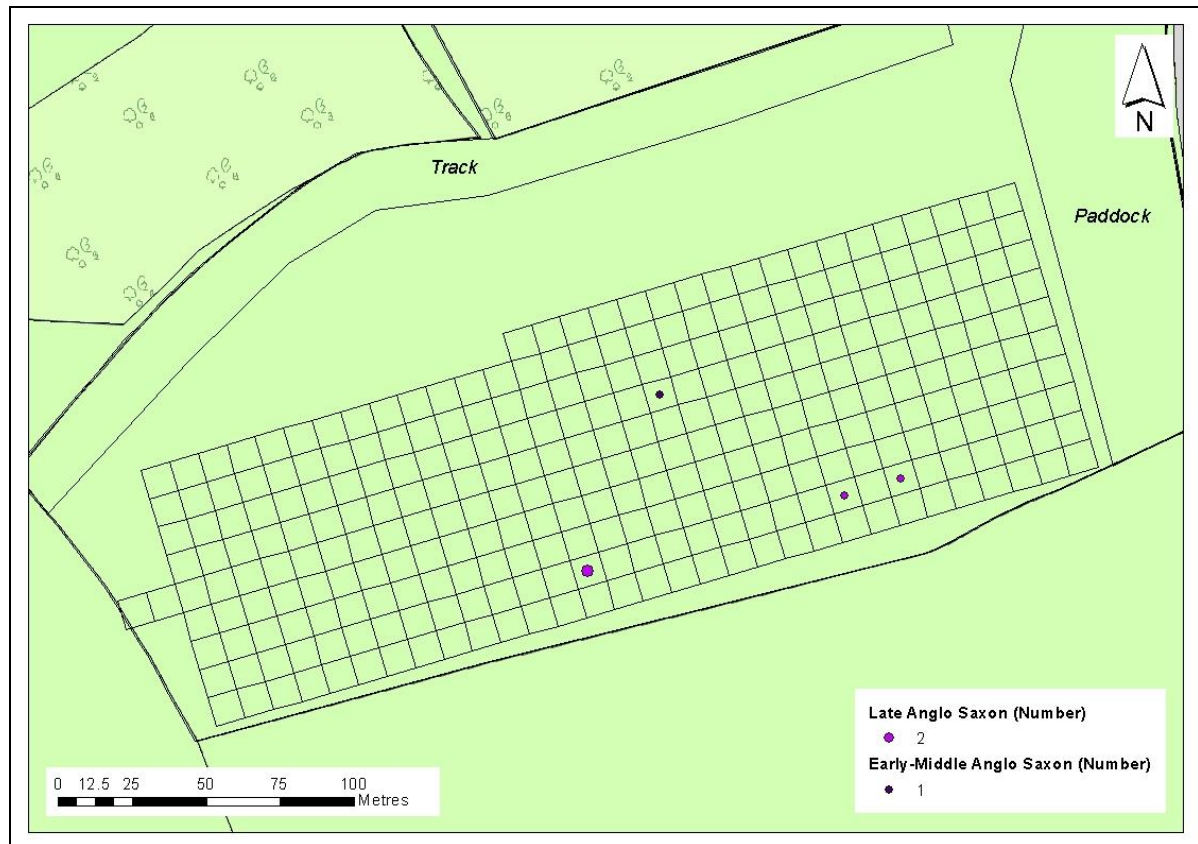 N
Track
Paddock
Late Anglo Saxon (Number)
2
Early-Middle Anglo Saxon (Number)
1
0 12.5 25 50 75 100
Metres